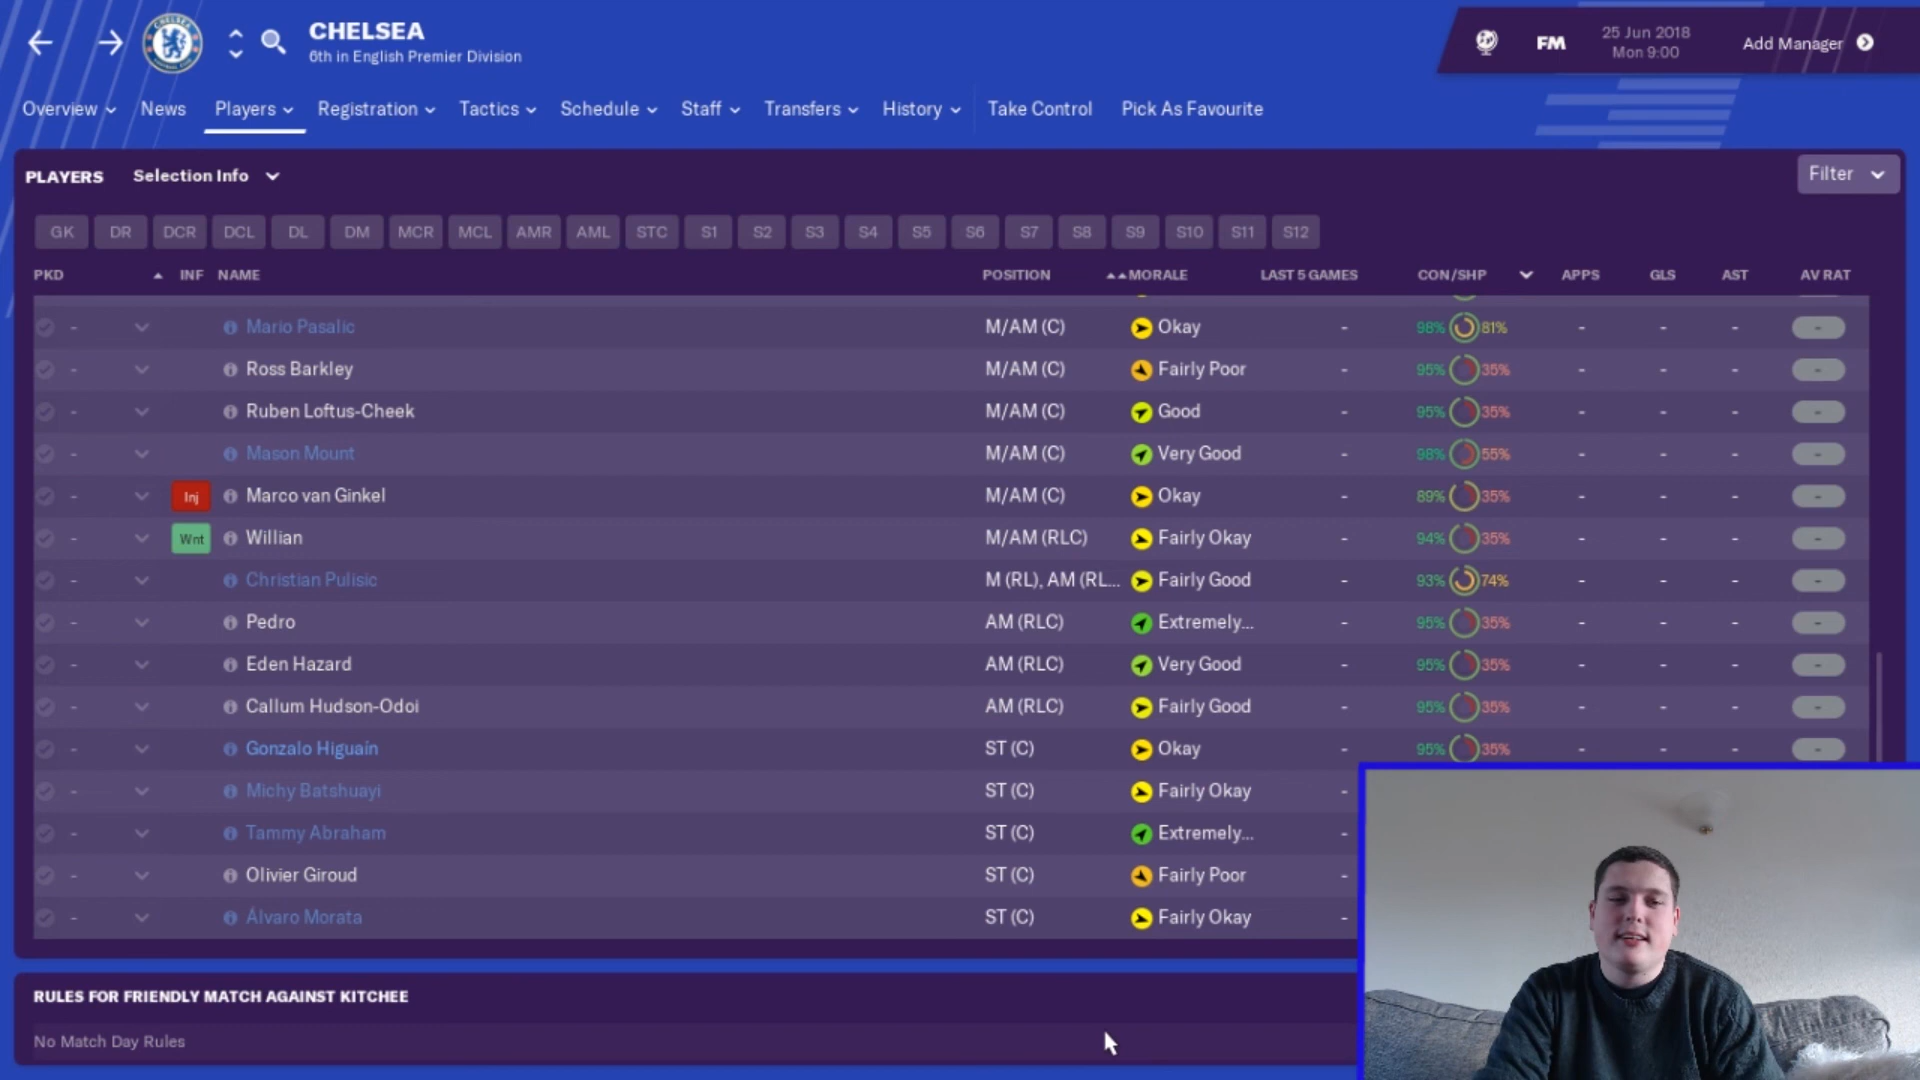 CHELSEA
6th in English Premier Division
FM
25 Jun 2018
Mon 9:00
Add Manager
Overview News Players Registration Tactics Schedule Staff Transfers History Take Control Pick As Favourite
PLAYERS Selection Info Filter
GK DR DCR DCL DL DM MCR MCL AMR AML STC S1 S2 S3 S4 S5 S6 S7 S8 S9 S10 S11 S12
PKD INF NAME POSITION MORALE LAST 5 GAMES CON/SHP APPS GLS AST AV RAT
- Mario Pasalic M/AM (C) Okay - 98% 81% - - - -
- Ross Barkley M/AM (C) Fairly Poor - 95% 35% - - - -
- Ruben Loftus-Cheek M/AM (C) Good - 95% 35% - - - -
- Mason Mount M/AM (C) Very Good - 98% 55% - - - -
- Inj Marco van Ginkel M/AM (C) Okay - 89% 35% - - - -
- Wnt Willian M/AM (RLC) Fairly Okay - 94% 35% - - - -
- Christian Pulisic M (RL), AM (RL... Fairly Good - 93% 74% - - - -
- Pedro AM (RLC) Extremely... - 95% 35% - - - -
- Eden Hazard AM (RLC) Very Good - 95% 35% - - - -
- Callum Hudson-Odoi AM (RLC) Fairly Good - 95% 35% - - - -
- Gonzalo Higuaín ST (C) Okay - 95% 35% - - - -
- Michy Batshuayi ST (C) Fairly Okay -
- Tammy Abraham ST (C) Extremely... -
- Olivier Giroud ST (C) Fairly Poor -
- Álvaro Morata ST (C) Fairly Okay -
RULES FOR FRIENDLY MATCH AGAINST KITCHEE
No Match Day Rules